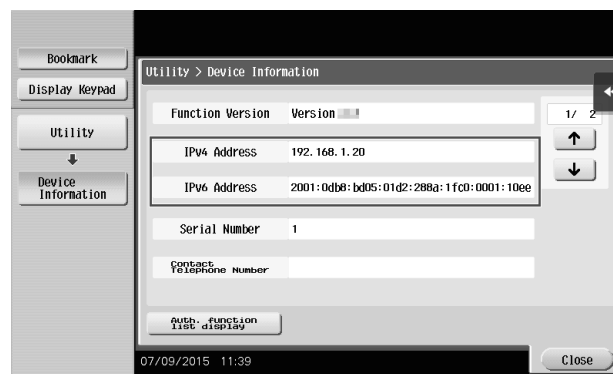 Bookmark
Display Keypad
Utility
Device
Information
Utility > Device Information
Function Version Version
1/ 2
IPv4 Address 192.168.1.20
IPv6 Address 2001:0db8:bd05:01d2:288a:1fc0:0001:10ee
Serial Number 1
Contact
Telephone Number
Auth. function
list display
07/09/2015 11:39
Close